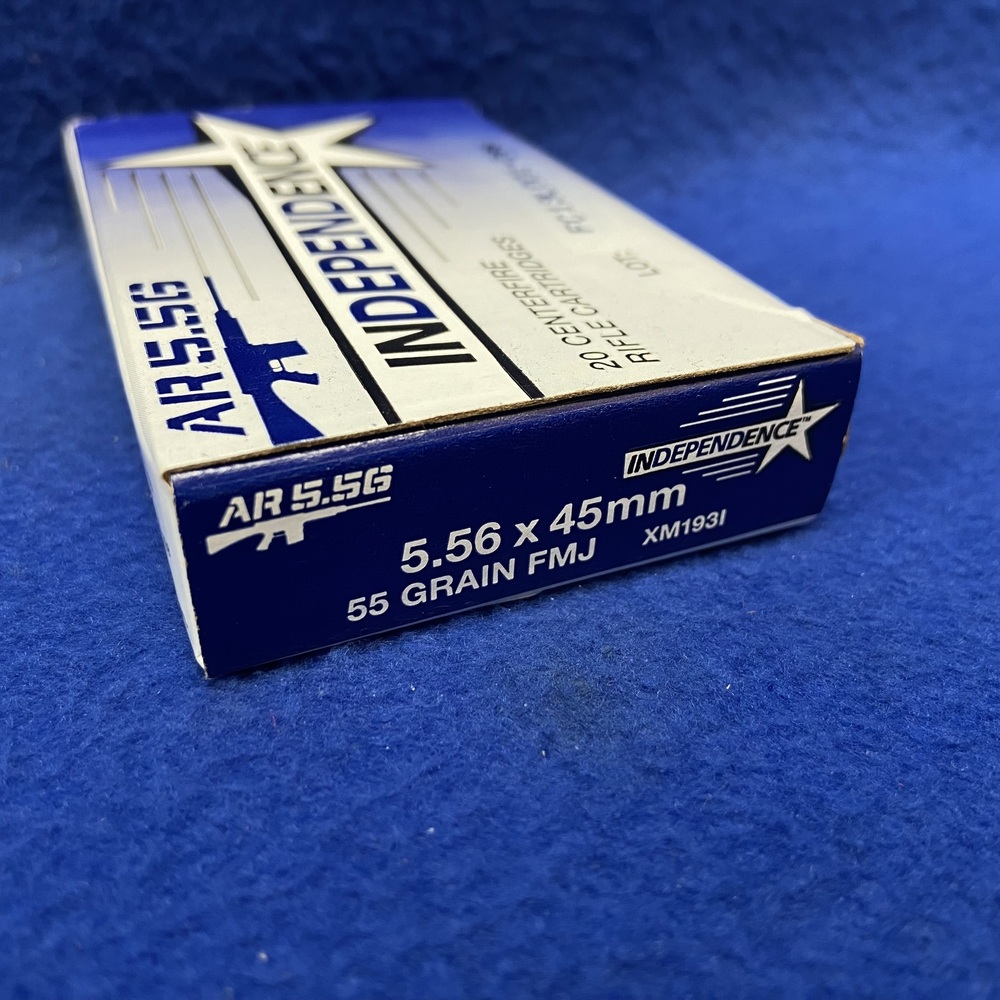 INDEPENDENCE
AR 5.56
20 CENTERFIRE
RIFLE CARTRIDGES
LOT:
AR 5.56
INDEPENDENCE™
5.56 x 45mm
55 GRAIN FMJ
XM193I